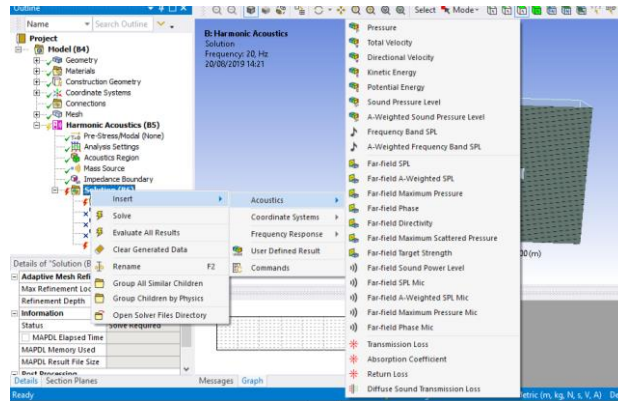 Outline
Name
Search Outline
Select
Mode
Project
Model (B4)
Geometry
Materials
Construction Geometry
Coordinate Systems
Connections
Mesh
Harmonic Acoustics (B5)
Pre-Stress/Modal (None)
Analysis Settings
Acoustics Region
Mass Source
Impedance Boundary
Solution (B6)
B: Harmonic Acoustics
Solution
Frequency: 20, Hz
20/08/2019 14:21
Insert
Solve
Evaluate All Results
Clear Generated Data
Rename F2
Group All Similar Children
Group Children by Physics
Open Solver Files Directory
Acoustics
Coordinate Systems
Frequency Response
User Defined Result
Commands
Pressure
Total Velocity
Directional Velocity
Kinetic Energy
Potential Energy
Sound Pressure Level
A-Weighted Sound Pressure Level
Frequency Band SPL
A-Weighted Frequency Band SPL
Far-field SPL
Far-field A-Weighted SPL
Far-field Maximum Pressure
Far-field Phase
Far-field Directivity
Far-field Maximum Scattered Pressure
Far-field Target Strength
Far-field Sound Power Level
Far-field SPL Mic
Far-field A-Weighted SPL Mic
Far-field Maximum Pressure Mic
Far-field Phase Mic
Transmission Loss
Absorption Coefficient
Return Loss
Diffuse Sound Transmission Loss
00 (m)
Details of "Solution (B
Adaptive Mesh Refi
Max Refinement Loo
Refinement Depth
Information
Status Solve Required
MAPDL Elapsed Time
MAPDL Memory Used
MAPDL Result File Size
Post Processing
Details Section Planes
Messages Graph
Ready
etric (m, kg, N, s, V, A) De